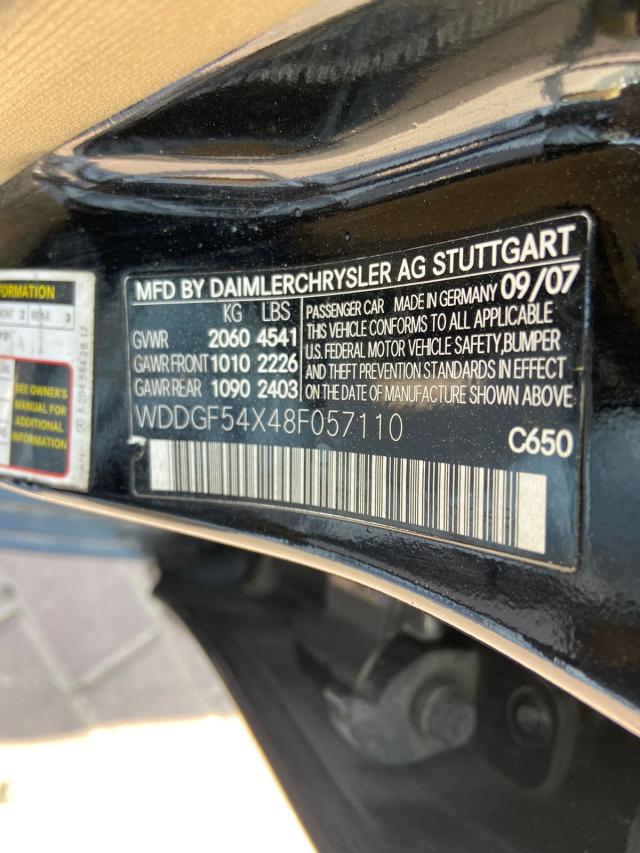 MFD BY DAIMLERCHRYSLER AG STUTTGART
KG LBS
GVWR 2060 4541
GAWR FRONT 1010 2226
GAWR REAR 1090 2403
PASSENGER CAR MADE IN GERMANY 09/07
THIS VEHICLE CONFORMS TO ALL APPLICABLE
U.S. FEDERAL MOTOR VEHICLE SAFETY, BUMPER
AND THEFT PREVENTION STANDARDS IN EFFECT
ON THE DATE OF MANUFACTURE SHOWN ABOVE
WDDGF54X48F057110
C650
FORMATION
2 REAR 3
SEE OWNER'S
MANUAL FOR
ADDITIONAL
INFORMATION